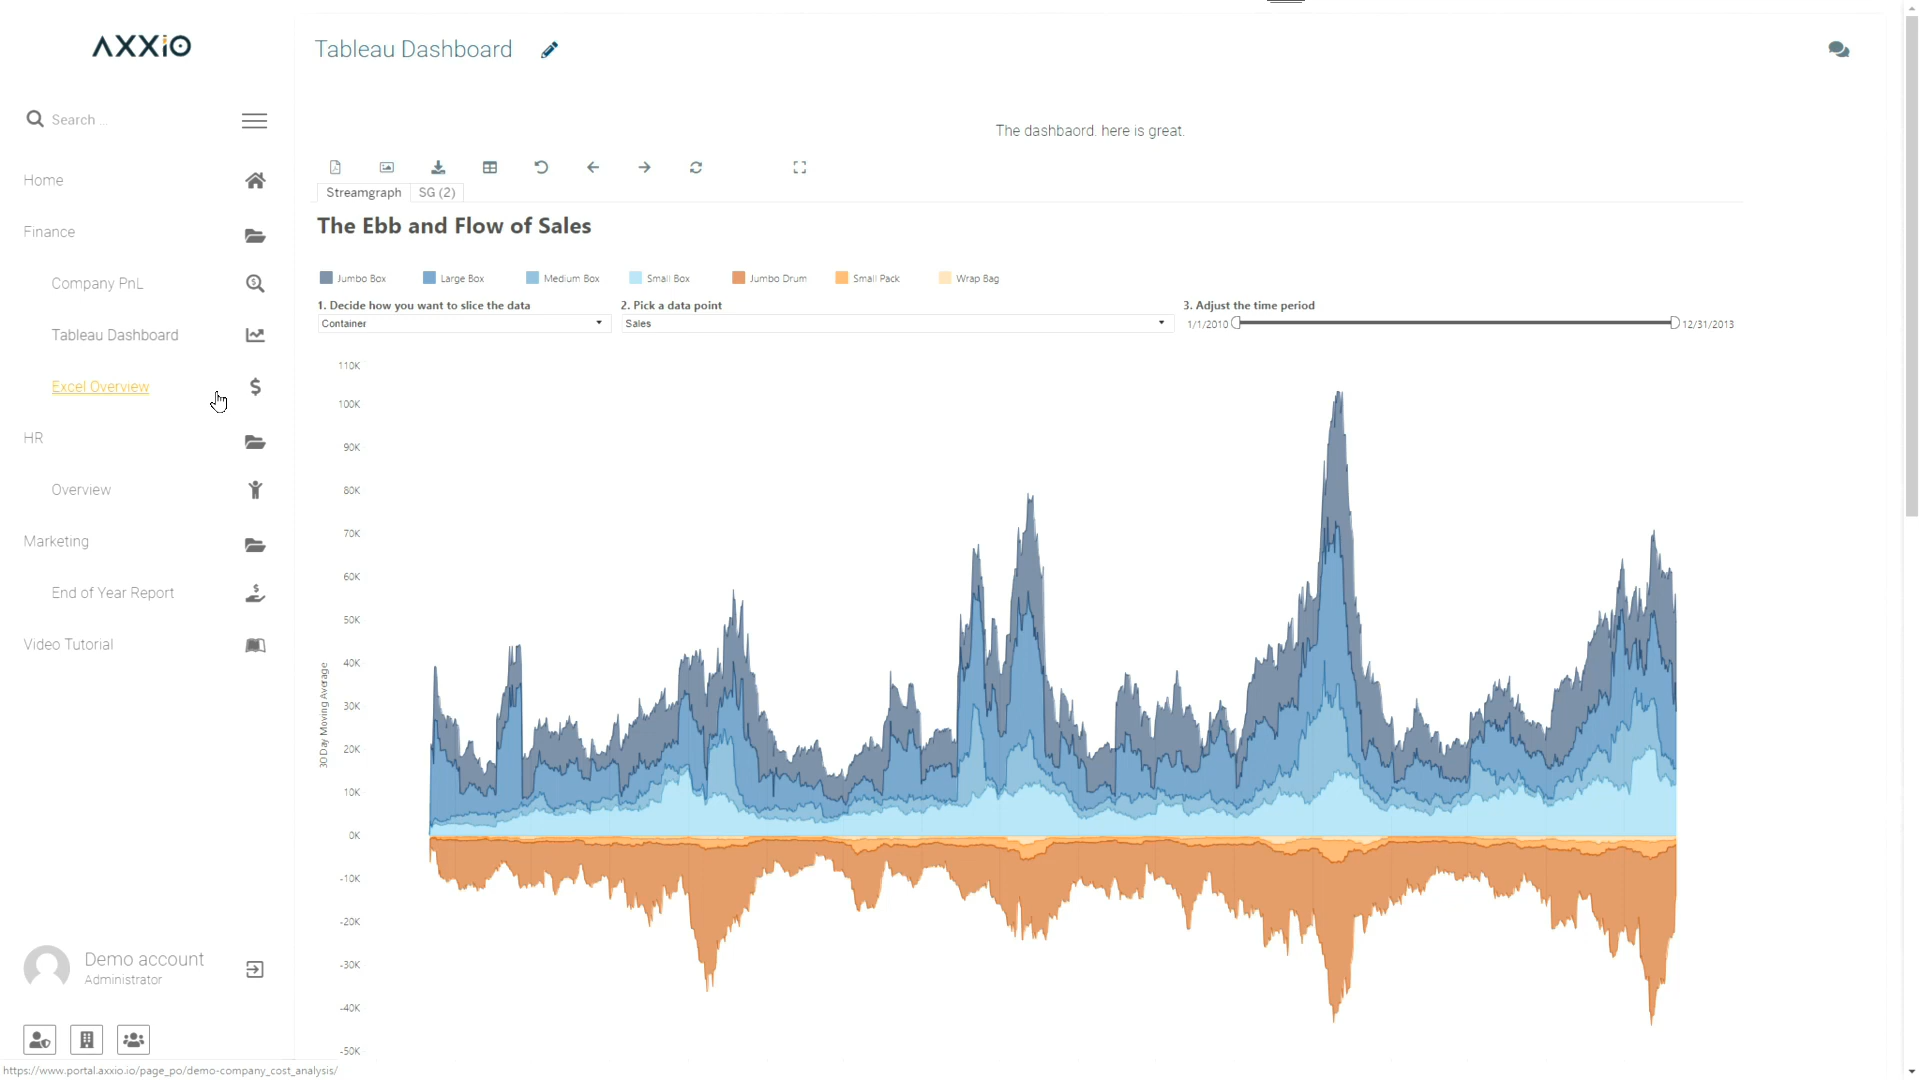 AXXIO
Tableau Dashboard
Search ...
The dashbaord. here is great.
Home
Finance
Company PnL
Tableau Dashboard
Excel Overview
HR
Overview
Marketing
End of Year Report
Video Tutorial
Demo account
Administrator
https://www.portal.axxio.io/page_po/demo-company_cost_analysis/
Streamgraph SG (2)
The Ebb and Flow of Sales
Jumbo Box Large Box Medium Box Small Box Jumbo Drum Small Pack Wrap Bag
1. Decide how you want to slice the data 2. Pick a data point 3. Adjust the time period
Container Sales 1/1/2010 12/31/2013
30 Day Moving Average
110K
100K
90K
80K
70K
60K
50K
40K
30K
20K
10K
0K
-10K
-20K
-30K
-40K
-50K